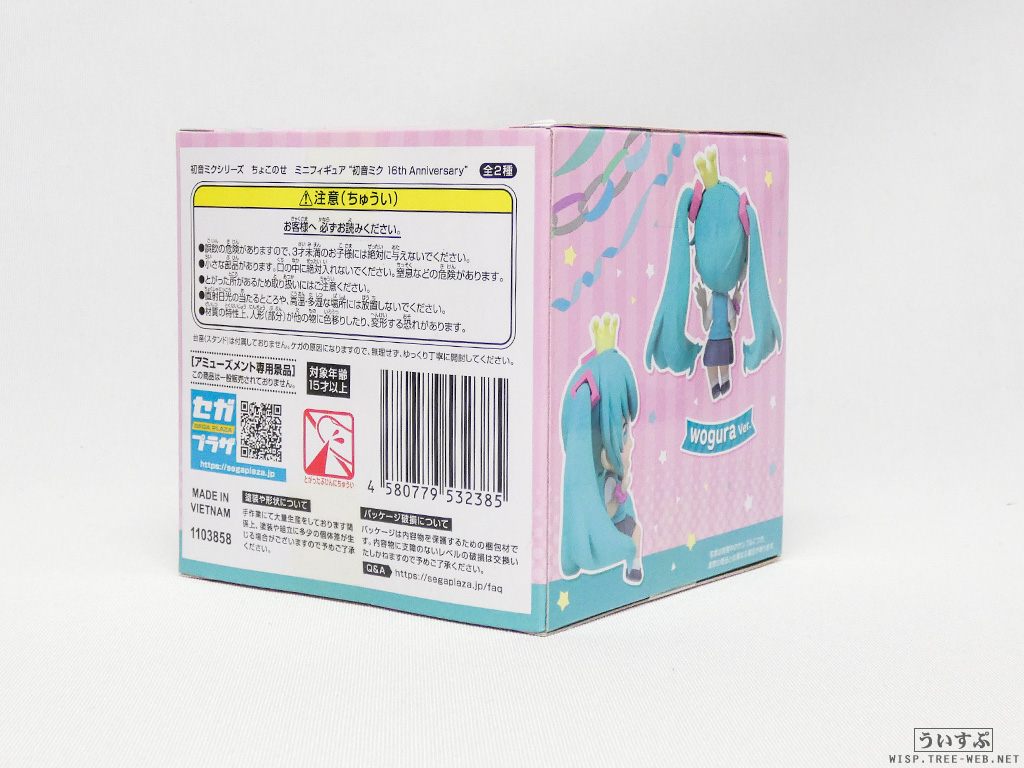 初音ミクシリーズ ちょこのせ ミニフィギュア "初音ミク 16th Anniversary" 全2種
注意(ちゅうい)
お客様へ 必ずお読みください。
●誤飲の危険がありますので、3才未満のお子様には絶対に与えないでください。
●小さな部品があります。口の中に絶対入れないでください。窒息などの危険があります。
●とがった所があるため取り扱いにはご注意ください。
●直射日光の当たるところや、高温・多湿な場所には放置しないでください。
●材質の特性上、人形(部分)が他の物に色移りしたり、変形する恐れがあります。
台座(スタンド)は付属しておりません。ケガの原因になりますので、無理せず、ゆっくり丁寧に開封してください。
[アミューズメント専用景品]
この商品は一般販売されておりません。
対象年齢
15才以上
セガ
SEGA PLAZA
プラザ
https://segaplaza.jp
とがったぶひんにちゅうい
4 580779 532385
MADE IN
VIETNAM
1103858
塗装や形状について
手作業にて大量生産をしております関
係上、塗装や組立に多少の個体差が生
じる場合がございますので予めご了承
ください。
パッケージ破損について
パッケージは内容物を保護するための梱包材で
す。内容物に支障のないレベルの破損は交換い
たしかねますので予めご了承ください。
Q&A https://segaplaza.jp/faq
wogura Ver.
ういすぷ
WISP.TREE-WEB.NET